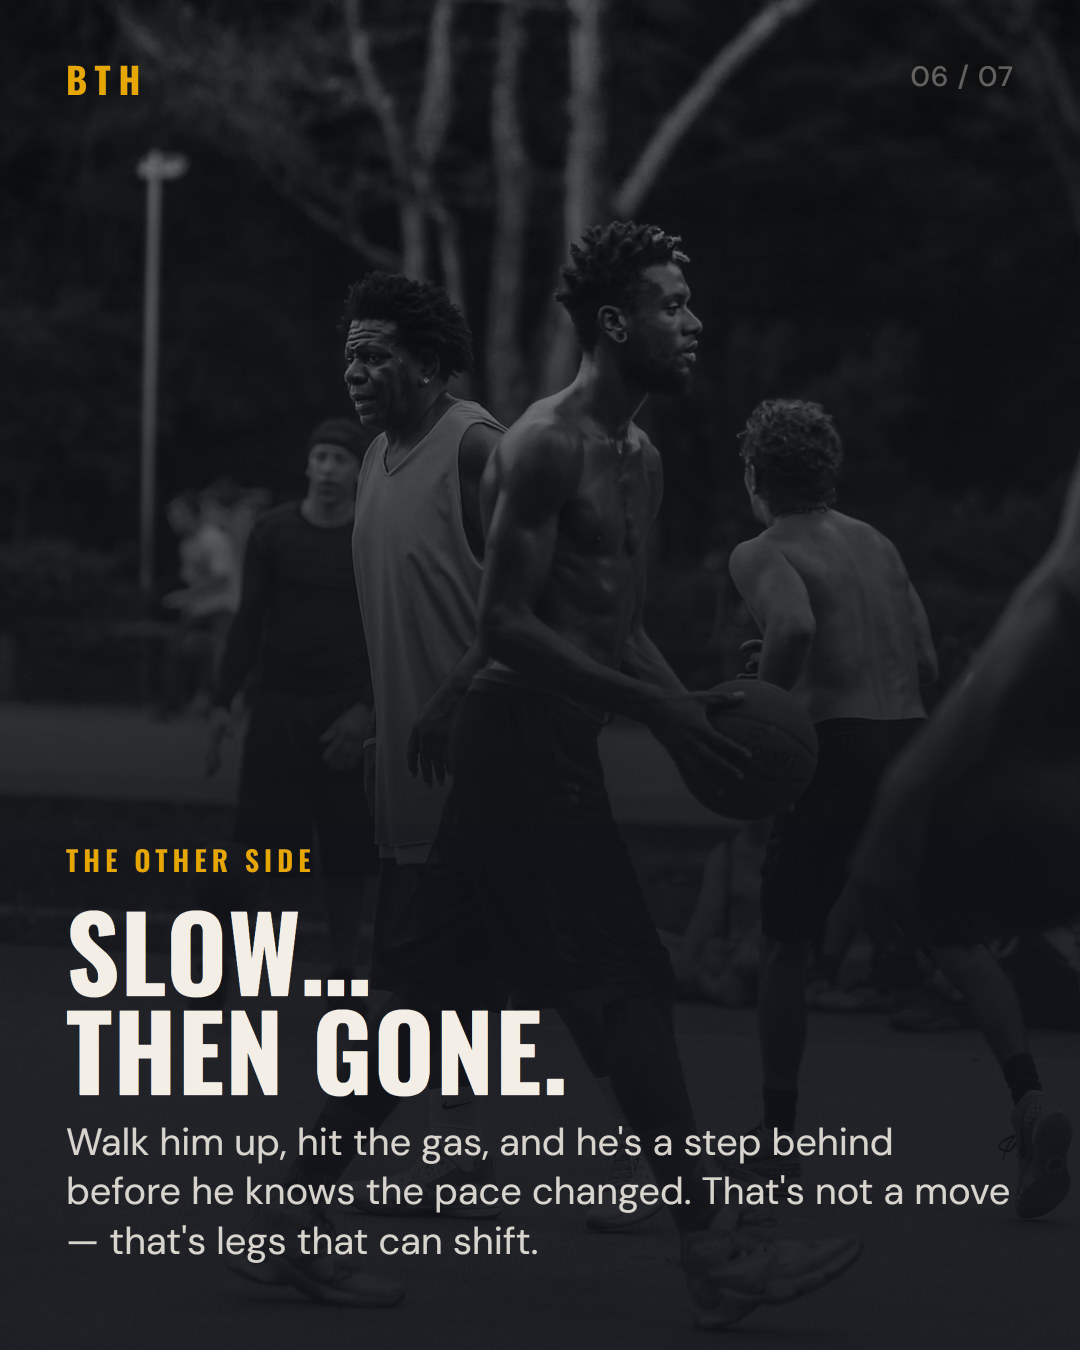 BTH
06 / 07
THE OTHER SIDE
SLOW...
THEN GONE.
Walk him up, hit the gas, and he's a step behind
before he knows the pace changed. That's not a move
— that's legs that can shift.